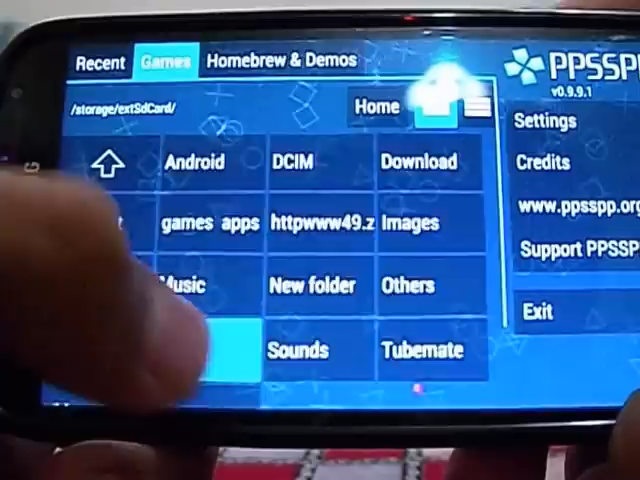 Recent Games Homebrew & Demos
PPSSPP
v0.9.9.1
/storage/extSdCard/
Home
Settings
Android DCIM Download
Credits
games apps httpwww49.z Images
www.ppsspp.org
Music New folder Others
Support PPSSPP
Exit
Sounds Tubemate